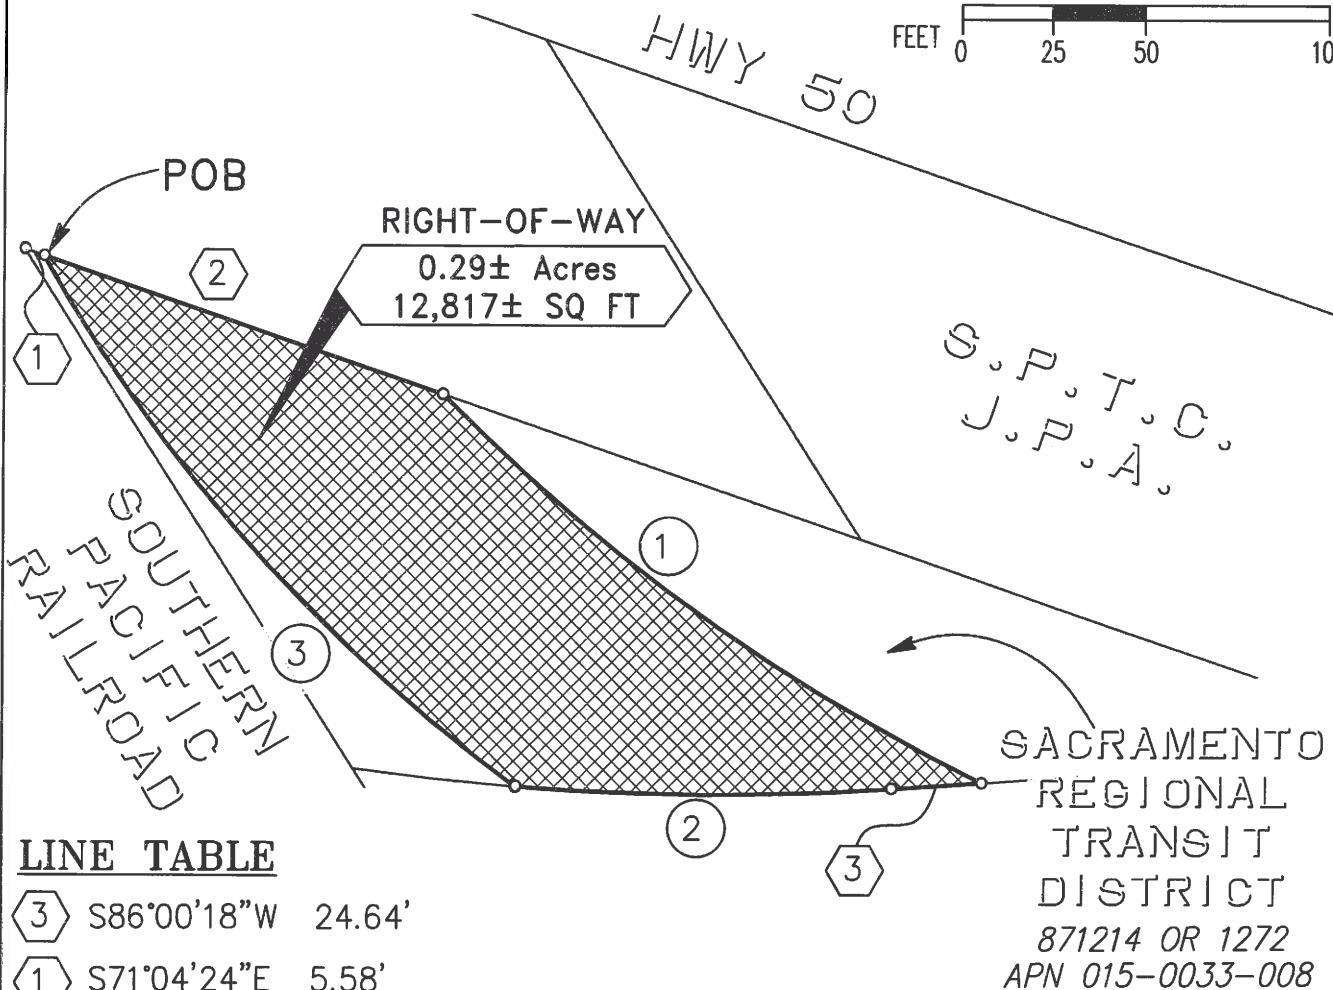 FEET 0 25 50 10
HWY 50
POB
RIGHT-OF-WAY
0.29± Acres
12,817± SQ FT
2
1
S.P.T.C.
J.P.A.
1
SOUTHERN
PACIFIC
RAILROAD
3
2
3
SACRAMENTO
REGIONAL
TRANSIT
DISTRICT
871214 OR 1272
APN 015-0033-008
LINE TABLE
3 S86°00'18"W 24.64'
1 S71°04'24"E 5.58'